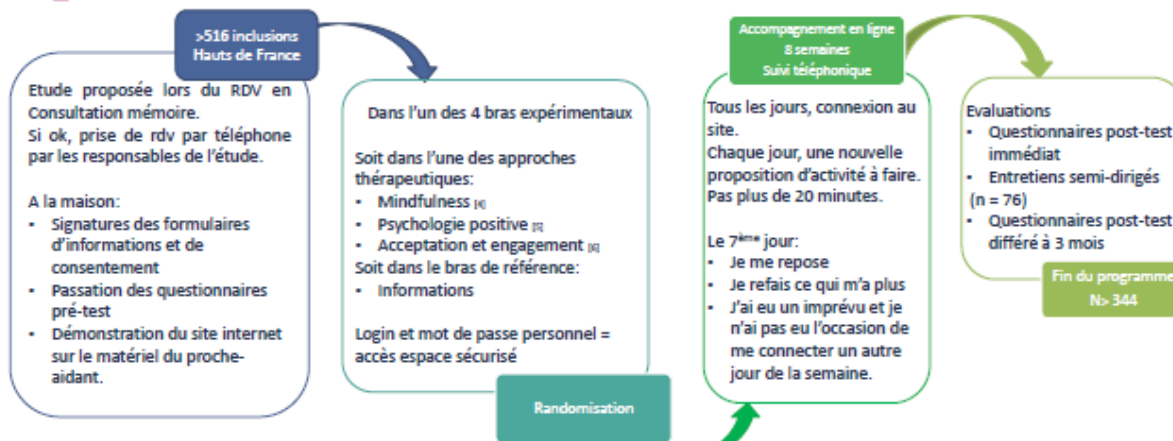 >516 inclusions
Hauts de France
Etude proposée lors du RDV en
Consultation mémoire.
Si ok, prise de rdv par téléphone
par les responsables de l'étude.
A la maison:
• Signatures des formulaires
d'informations et de
consentement
• Passation des questionnaires
pré-test
• Démonstration du site internet
sur le matériel du proche-
aidant.
Dans l'un des 4 bras expérimentaux
Soit dans l'une des approches
thérapeutiques:
• Mindfulness [4]
• Psychologie positive [5]
• Acceptation et engagement [6]
Soit dans le bras de référence:
• Informations
Login et mot de passe personnel =
accès espace sécurisé
Randomisation
Accompagnement en ligne
8 semaines
Suivi téléphonique
Tous les jours, connexion au
site.
Chaque jour, une nouvelle
proposition d'activité à faire.
Pas plus de 20 minutes.
Le 7ème jour:
• Je me repose
• Je refais ce qui m'a plus
• J'ai eu un imprévu et je
n'ai pas eu l'occasion de
me connecter un autre
jour de la semaine.
Evaluations
• Questionnaires post-test
immédiat
• Entretiens semi-dirigés
(n = 76)
• Questionnaires post-test
différé à 3 mois
Fin du programme
N> 344